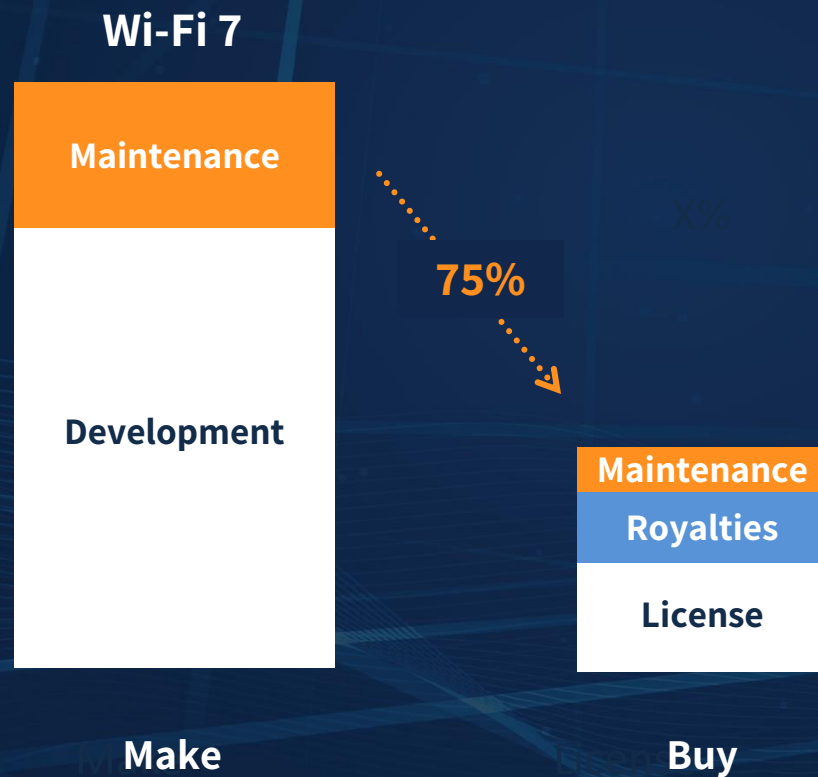 Wi-Fi 7
Maintenance
X%
75%
Development
Maintenance
Royalties
License
Make
Buy